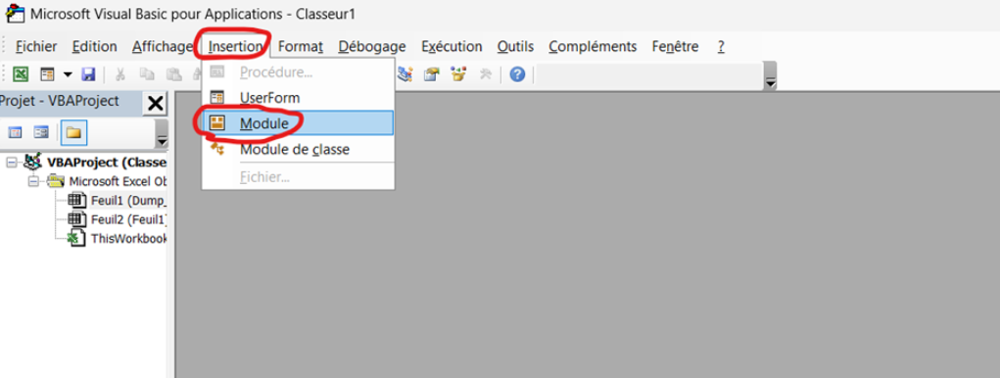 Microsoft Visual Basic pour Applications - Classeur1
Fichier Edition Affichage Insertion Format Débogage Exécution Outils Compléments Fenêtre ?
Procédure...
UserForm
Module
Module de classe
Fichier...
Projet - VBAProject
VBAProject (Classe
Microsoft Excel Ob
Feuil1 (Dump_
Feuil2 (Feuil1)
ThisWorkbook